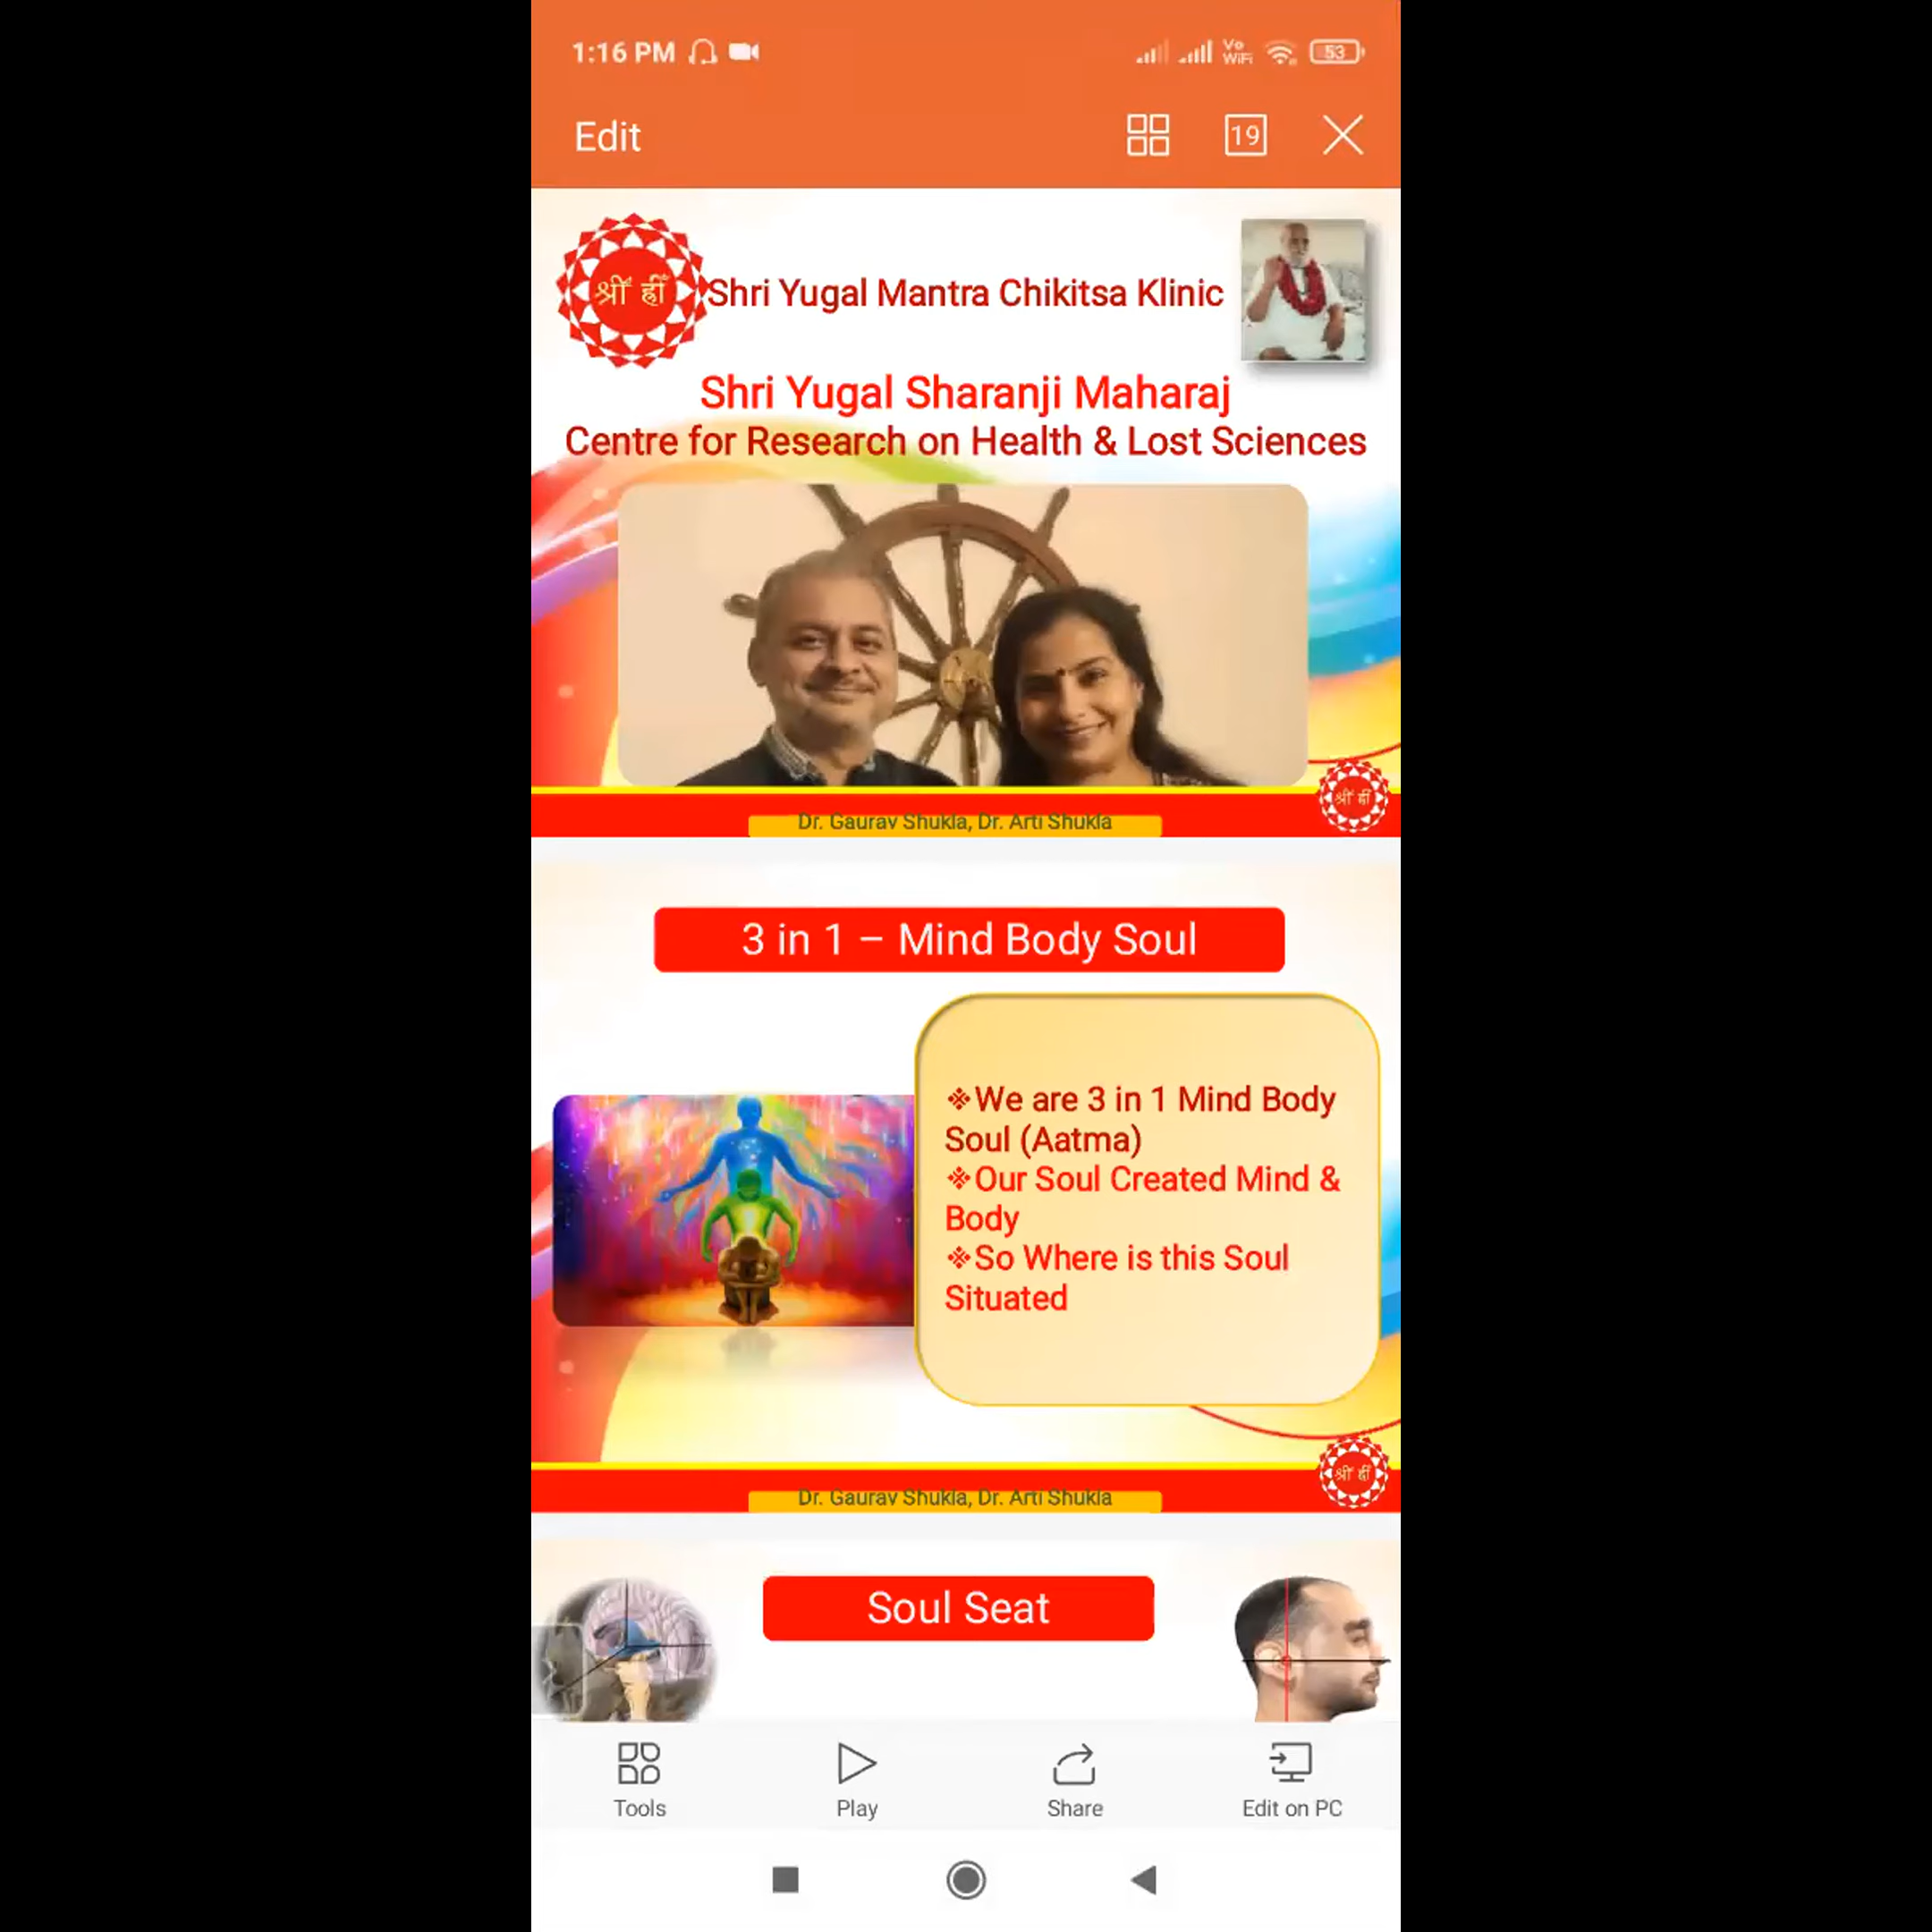 1:16 PM
Vo
WiFi
53
Edit
19
श्रीं ह्रीं
Shri Yugal Mantra Chikitsa Klinic
Shri Yugal Sharanji Maharaj
Centre for Research on Health & Lost Sciences
श्रीं ह्रीं
Dr. Gaurav Shukla, Dr. Arti Shukla
3 in 1 – Mind Body Soul
❖We are 3 in 1 Mind Body
Soul (Aatma)
❖Our Soul Created Mind &
Body
❖So Where is this Soul
Situated
श्रीं ह्रीं
Dr. Gaurav Shukla, Dr. Arti Shukla
Soul Seat
Tools
Play
Share
Edit on PC